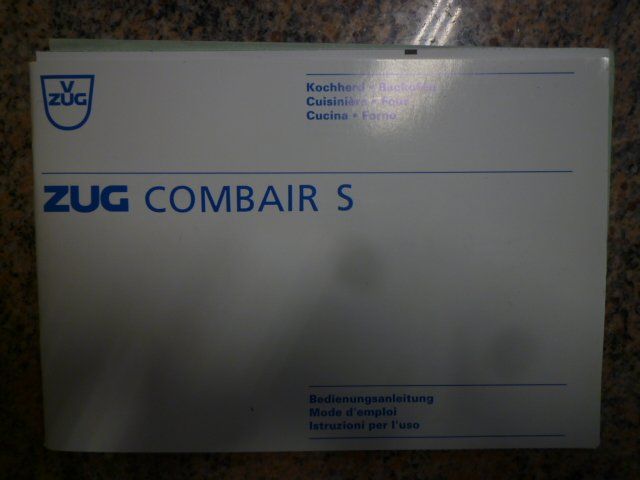 V
ZUG
Kochherd • Backofen
Cuisinière • Four
Cucina • Forno
ZUG COMBAIR S
Bedienungsanleitung
Mode d'emploi
Istruzioni per l'uso